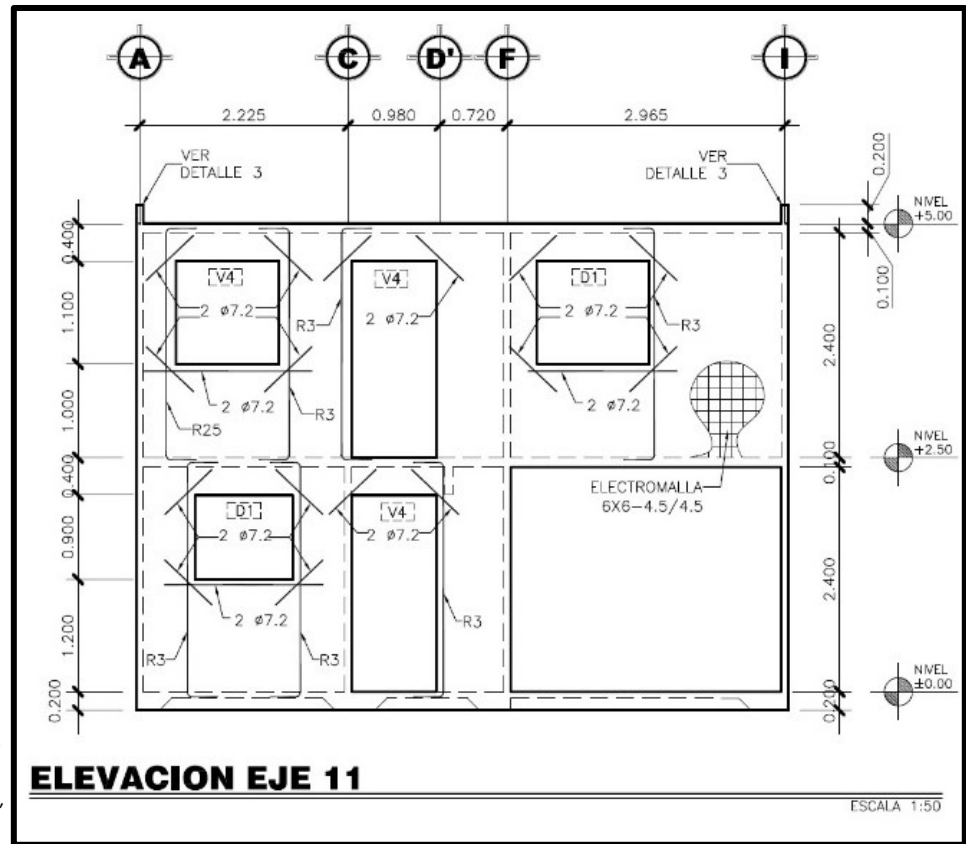 A C D' F I
2.225 0.980 0.720 2.965
VER
DETALLE 3
VER
DETALLE 3
0.200
NIVEL
+5.00
0.100
0.400
1.100
1.000
0.400
0.900
1.200
0.200
V4
2 ø7.2
2 ø7.2
R25
R3
R3
V4
2 ø7.2
D1
2 ø7.2
R3
2 ø7.2
2.400
NIVEL
+2.50
0.100
ELECTROMALLA
6X6-4.5/4.5
D1
2 ø7.2
2 ø7.2
R3
R3
V4
2 ø7.2
R3
2.400
NIVEL
±0.00
0.200
ELEVACION EJE 11
ESCALA 1:50